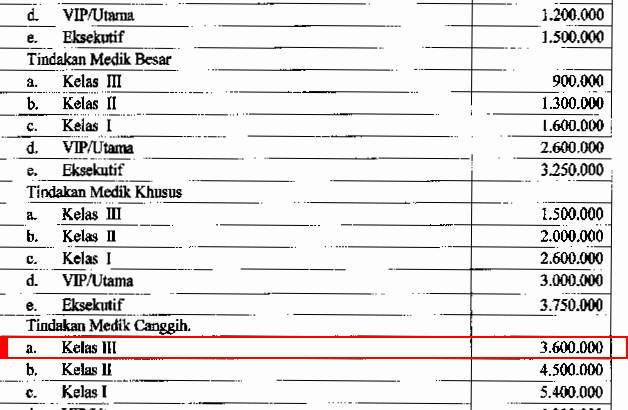 d. VIP/Utama 1.200.000
e. Eksekutif 1.500.000
Tindakan Medik Besar
a. Kelas III 900.000
b. Kelas II 1.300.000
c. Kelas I 1.600.000
d. VIP/Utama 2.600.000
e. Eksekutif 3.250.000
Tindakan Medik Khusus
a. Kelas III 1.500.000
b. Kelas II 2.000.000
c. Kelas I 2.600.000
d. VIP/Utama 3.000.000
e. Eksekutif 3.750.000
Tindakan Medik Canggih.
a. Kelas III 3.600.000
b. Kelas II 4.500.000
c. Kelas I 5.400.000